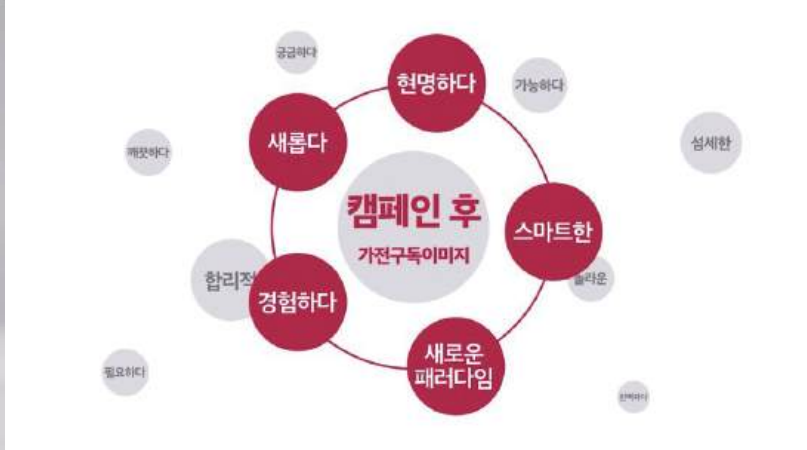 궁금하다
현명하다
가능하다
새롭다
깨끗하다
섬세한
캠페인 후
가전구독이미지
스마트한
합리적
놀라운
경험하다
새로운
패러다임
필요하다